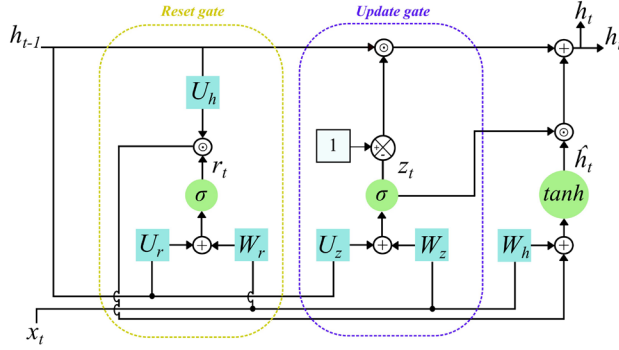 Reset gate
Update gate
h_t
h_{t-1}
h_t
U_h
1
r_t
z_t
ĥ_t
σ
σ
tanh
U_r
W_r
U_z
W_z
W_h
x_t